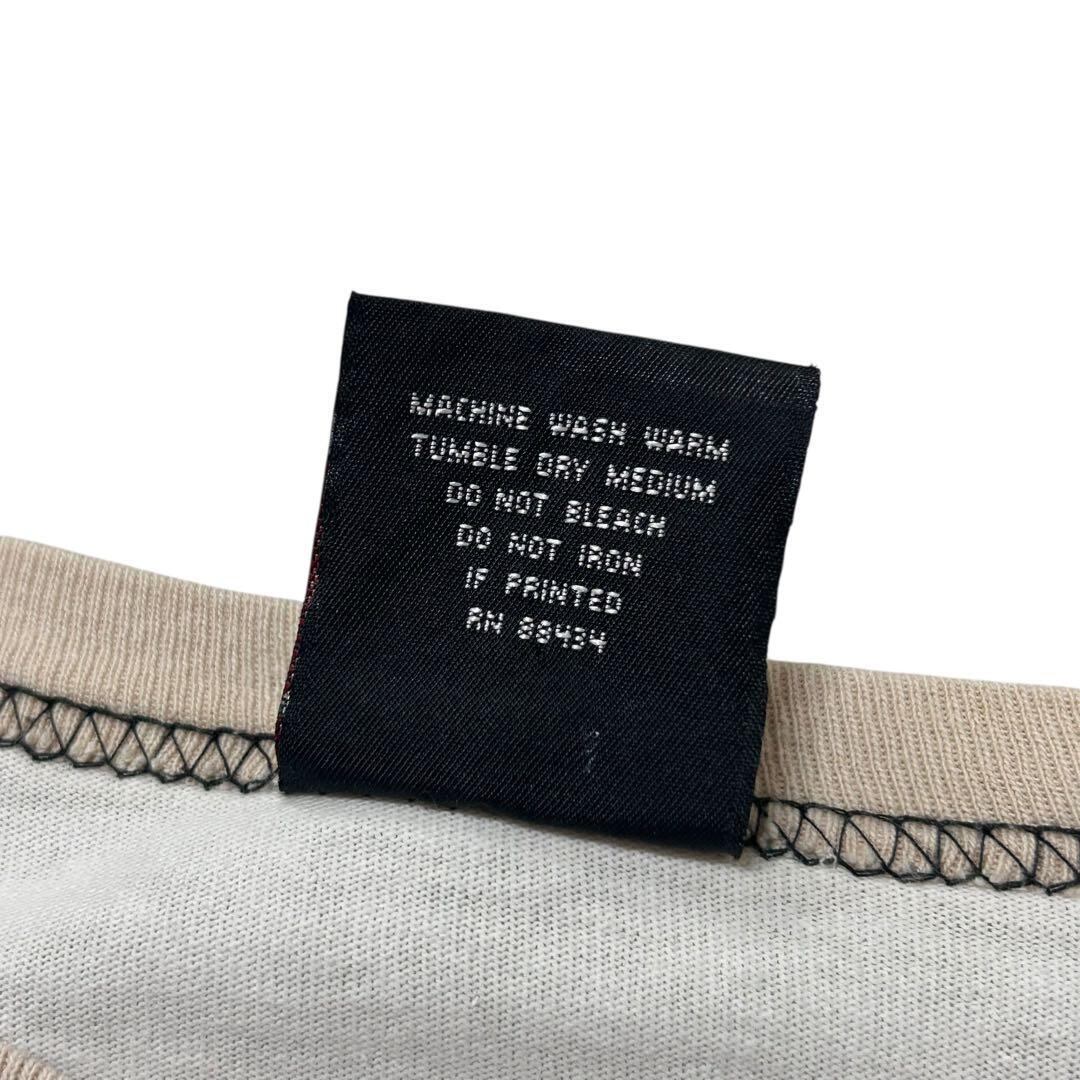 MACHINE WASH WARM
TUMBLE DRY MEDIUM
DO NOT BLEACH
DO NOT IRON
IF PRINTED
RN 88434